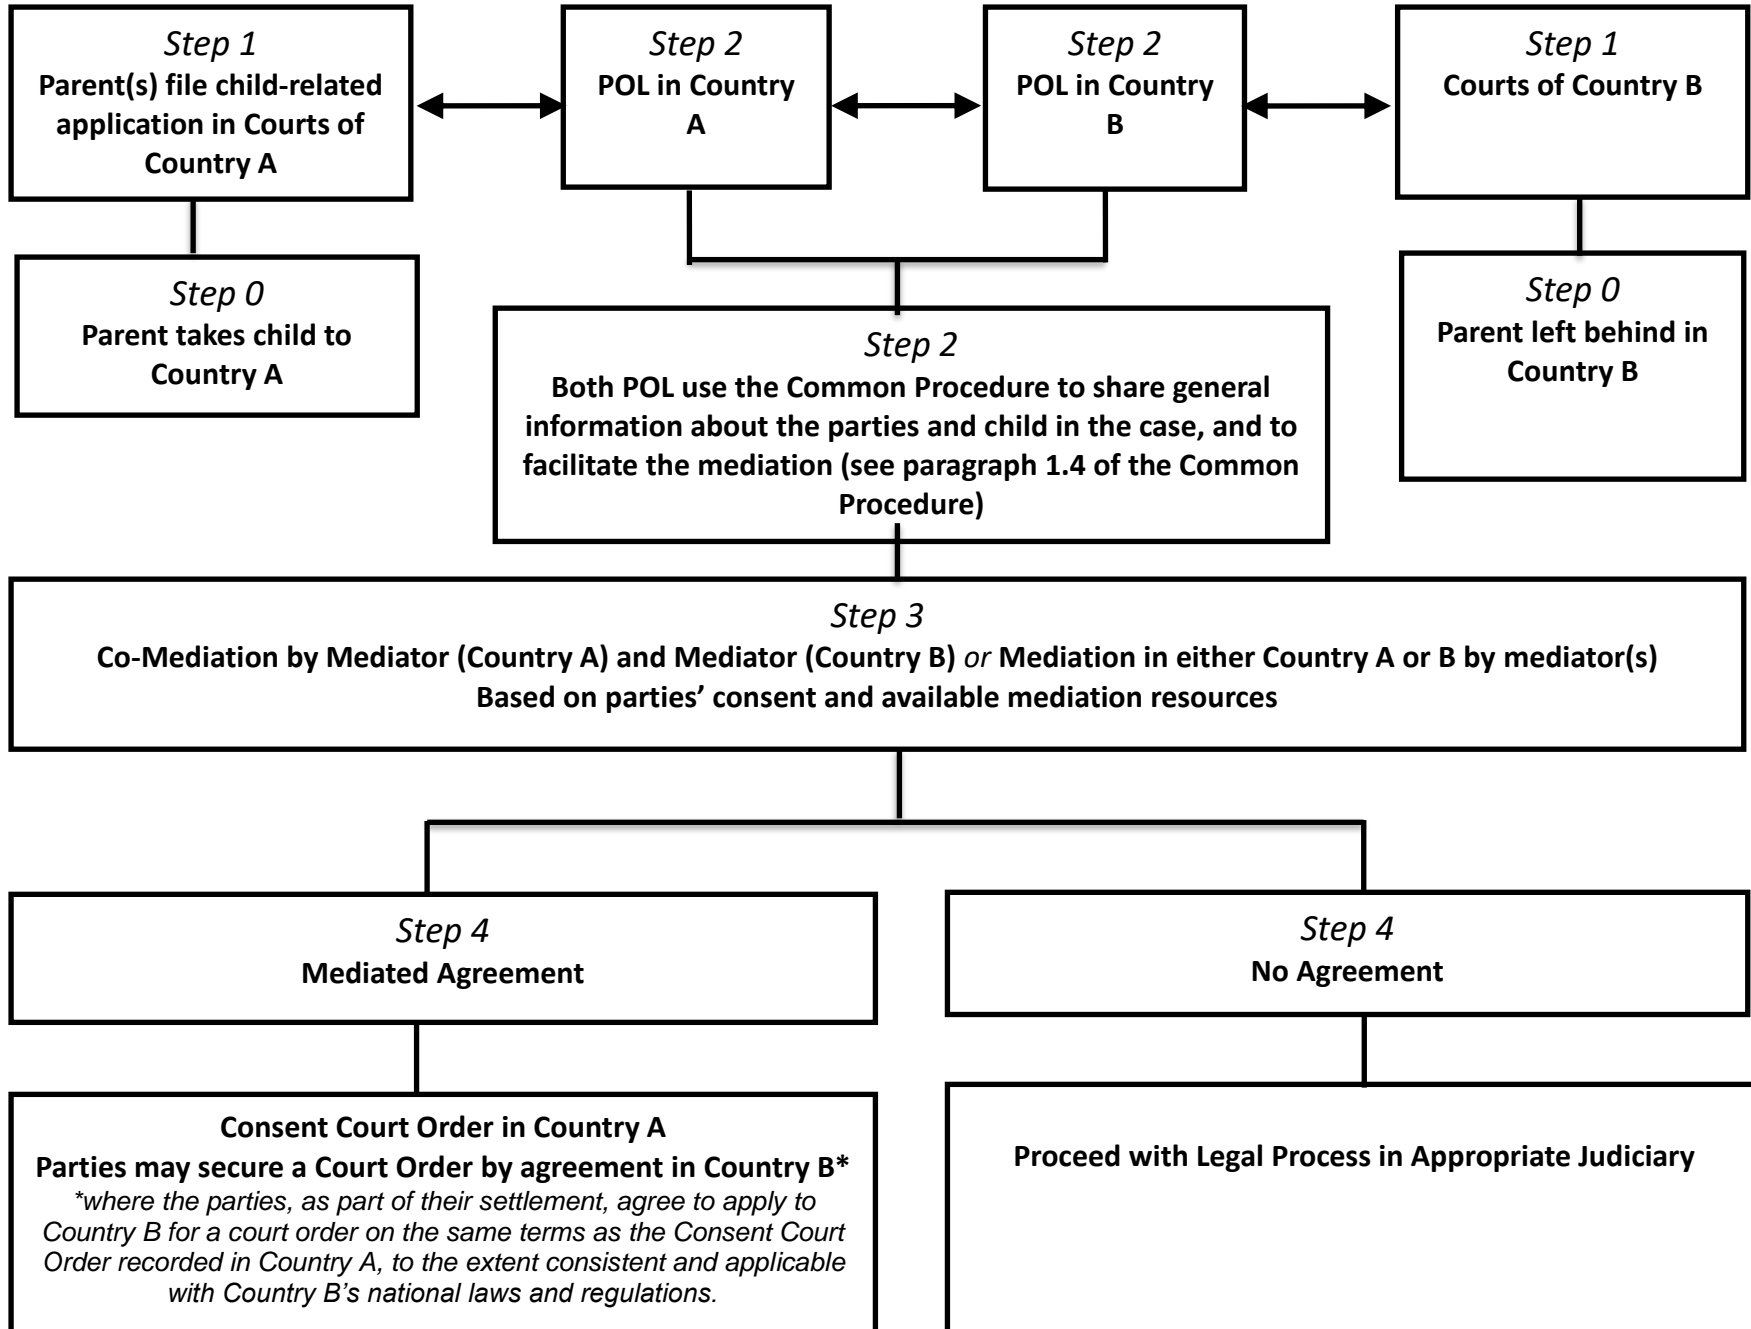 Step 1
Parent(s) file child-related
application in Courts of
Country A
Step 2
POL in Country
A
Step 2
POL in Country
B
Step 1
Courts of Country B
Step 0
Parent takes child to
Country A
Step 2
Both POL use the Common Procedure to share general
information about the parties and child in the case, and to
facilitate the mediation (see paragraph 1.4 of the Common
Procedure)
Step 0
Parent left behind in
Country B
Step 3
Co-Mediation by Mediator (Country A) and Mediator (Country B) or Mediation in either Country A or B by mediator(s)
Based on parties’ consent and available mediation resources
Step 4
Mediated Agreement
Step 4
No Agreement
Consent Court Order in Country A
Parties may secure a Court Order by agreement in Country B*
*where the parties, as part of their settlement, agree to apply to
Country B for a court order on the same terms as the Consent Court
Order recorded in Country A, to the extent consistent and applicable
with Country B’s national laws and regulations.
Proceed with Legal Process in Appropriate Judiciary